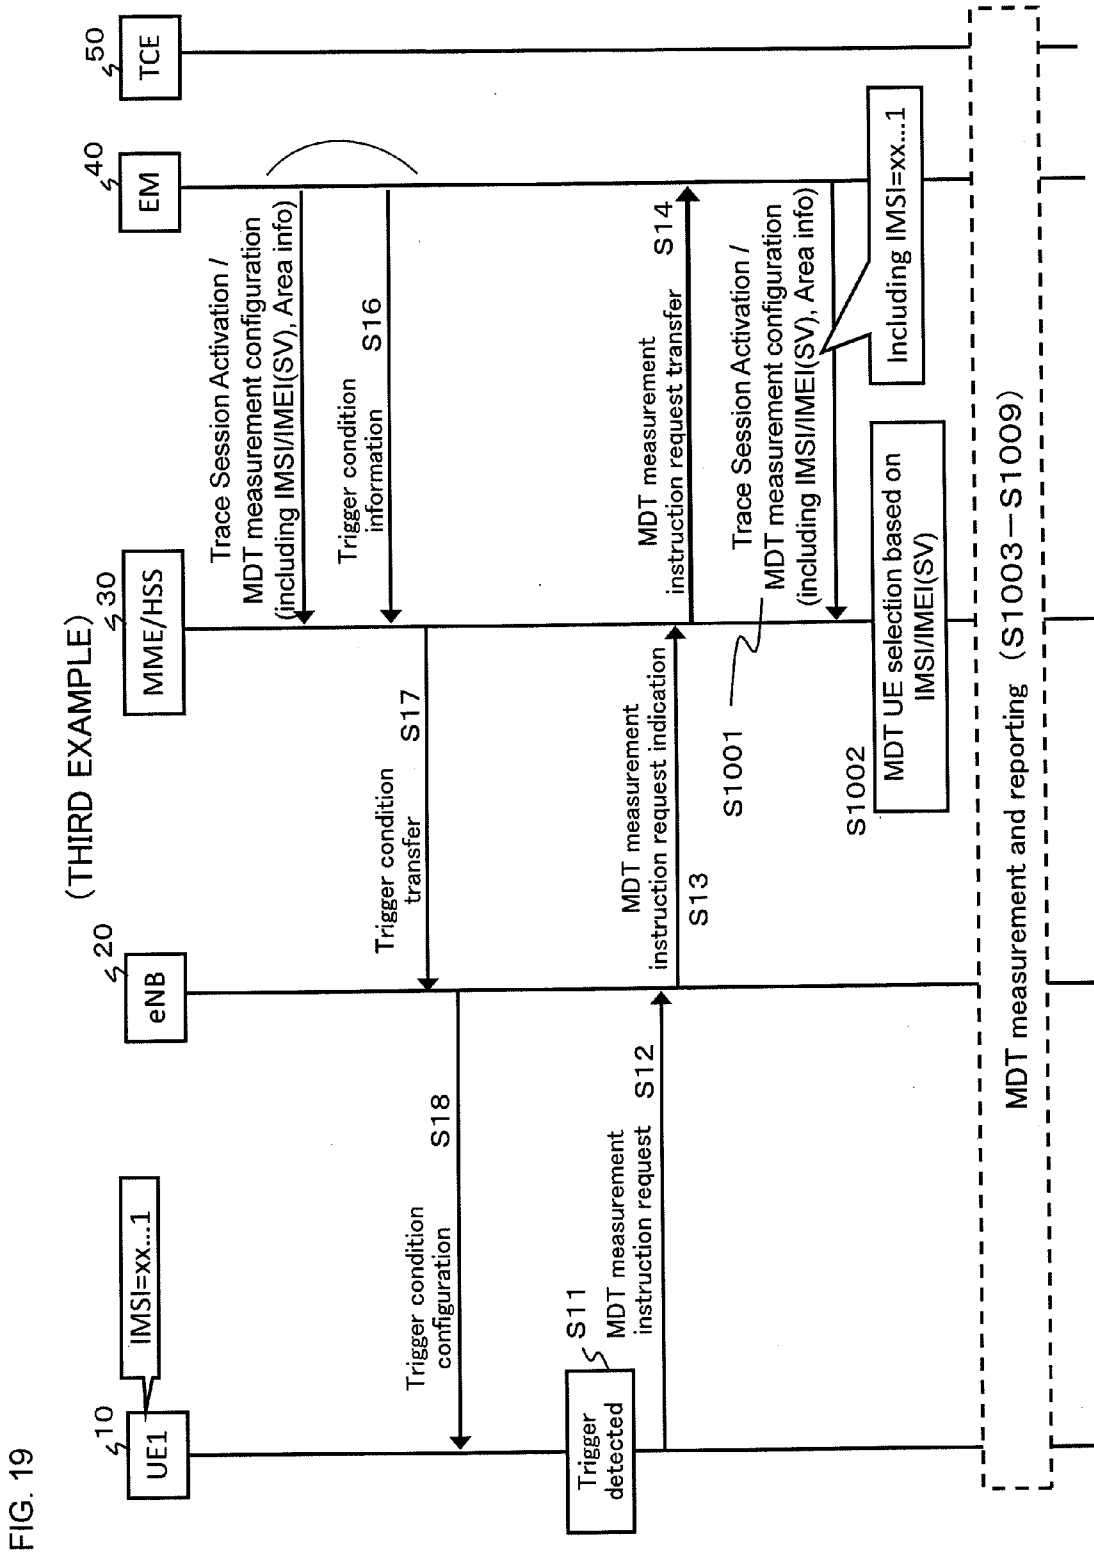 FIG. 19
(THIRD EXAMPLE)
10
UE1
IMSI=xx...1
20
eNB
30
MME/HSS
40
EM
50
TCE
Trace Session Activation /
MDT measurement configuration
(including IMSI/IMEI(SV), Area info)
Trigger condition
information
S16
Trigger condition
transfer
S17
Trigger condition
configuration
S18
Trigger
detected
S11
MDT measurement
instruction request
S12
MDT measurement
instruction request indication
S13
MDT measurement
instruction request transfer
S14
S1001
Trace Session Activation /
MDT measurement configuration
(including IMSI/IMEI(SV), Area info)
Including IMSI=xx...1
S1002
MDT UE selection based on
IMSI/IMEI(SV)
MDT measurement and reporting (S1003–S1009)